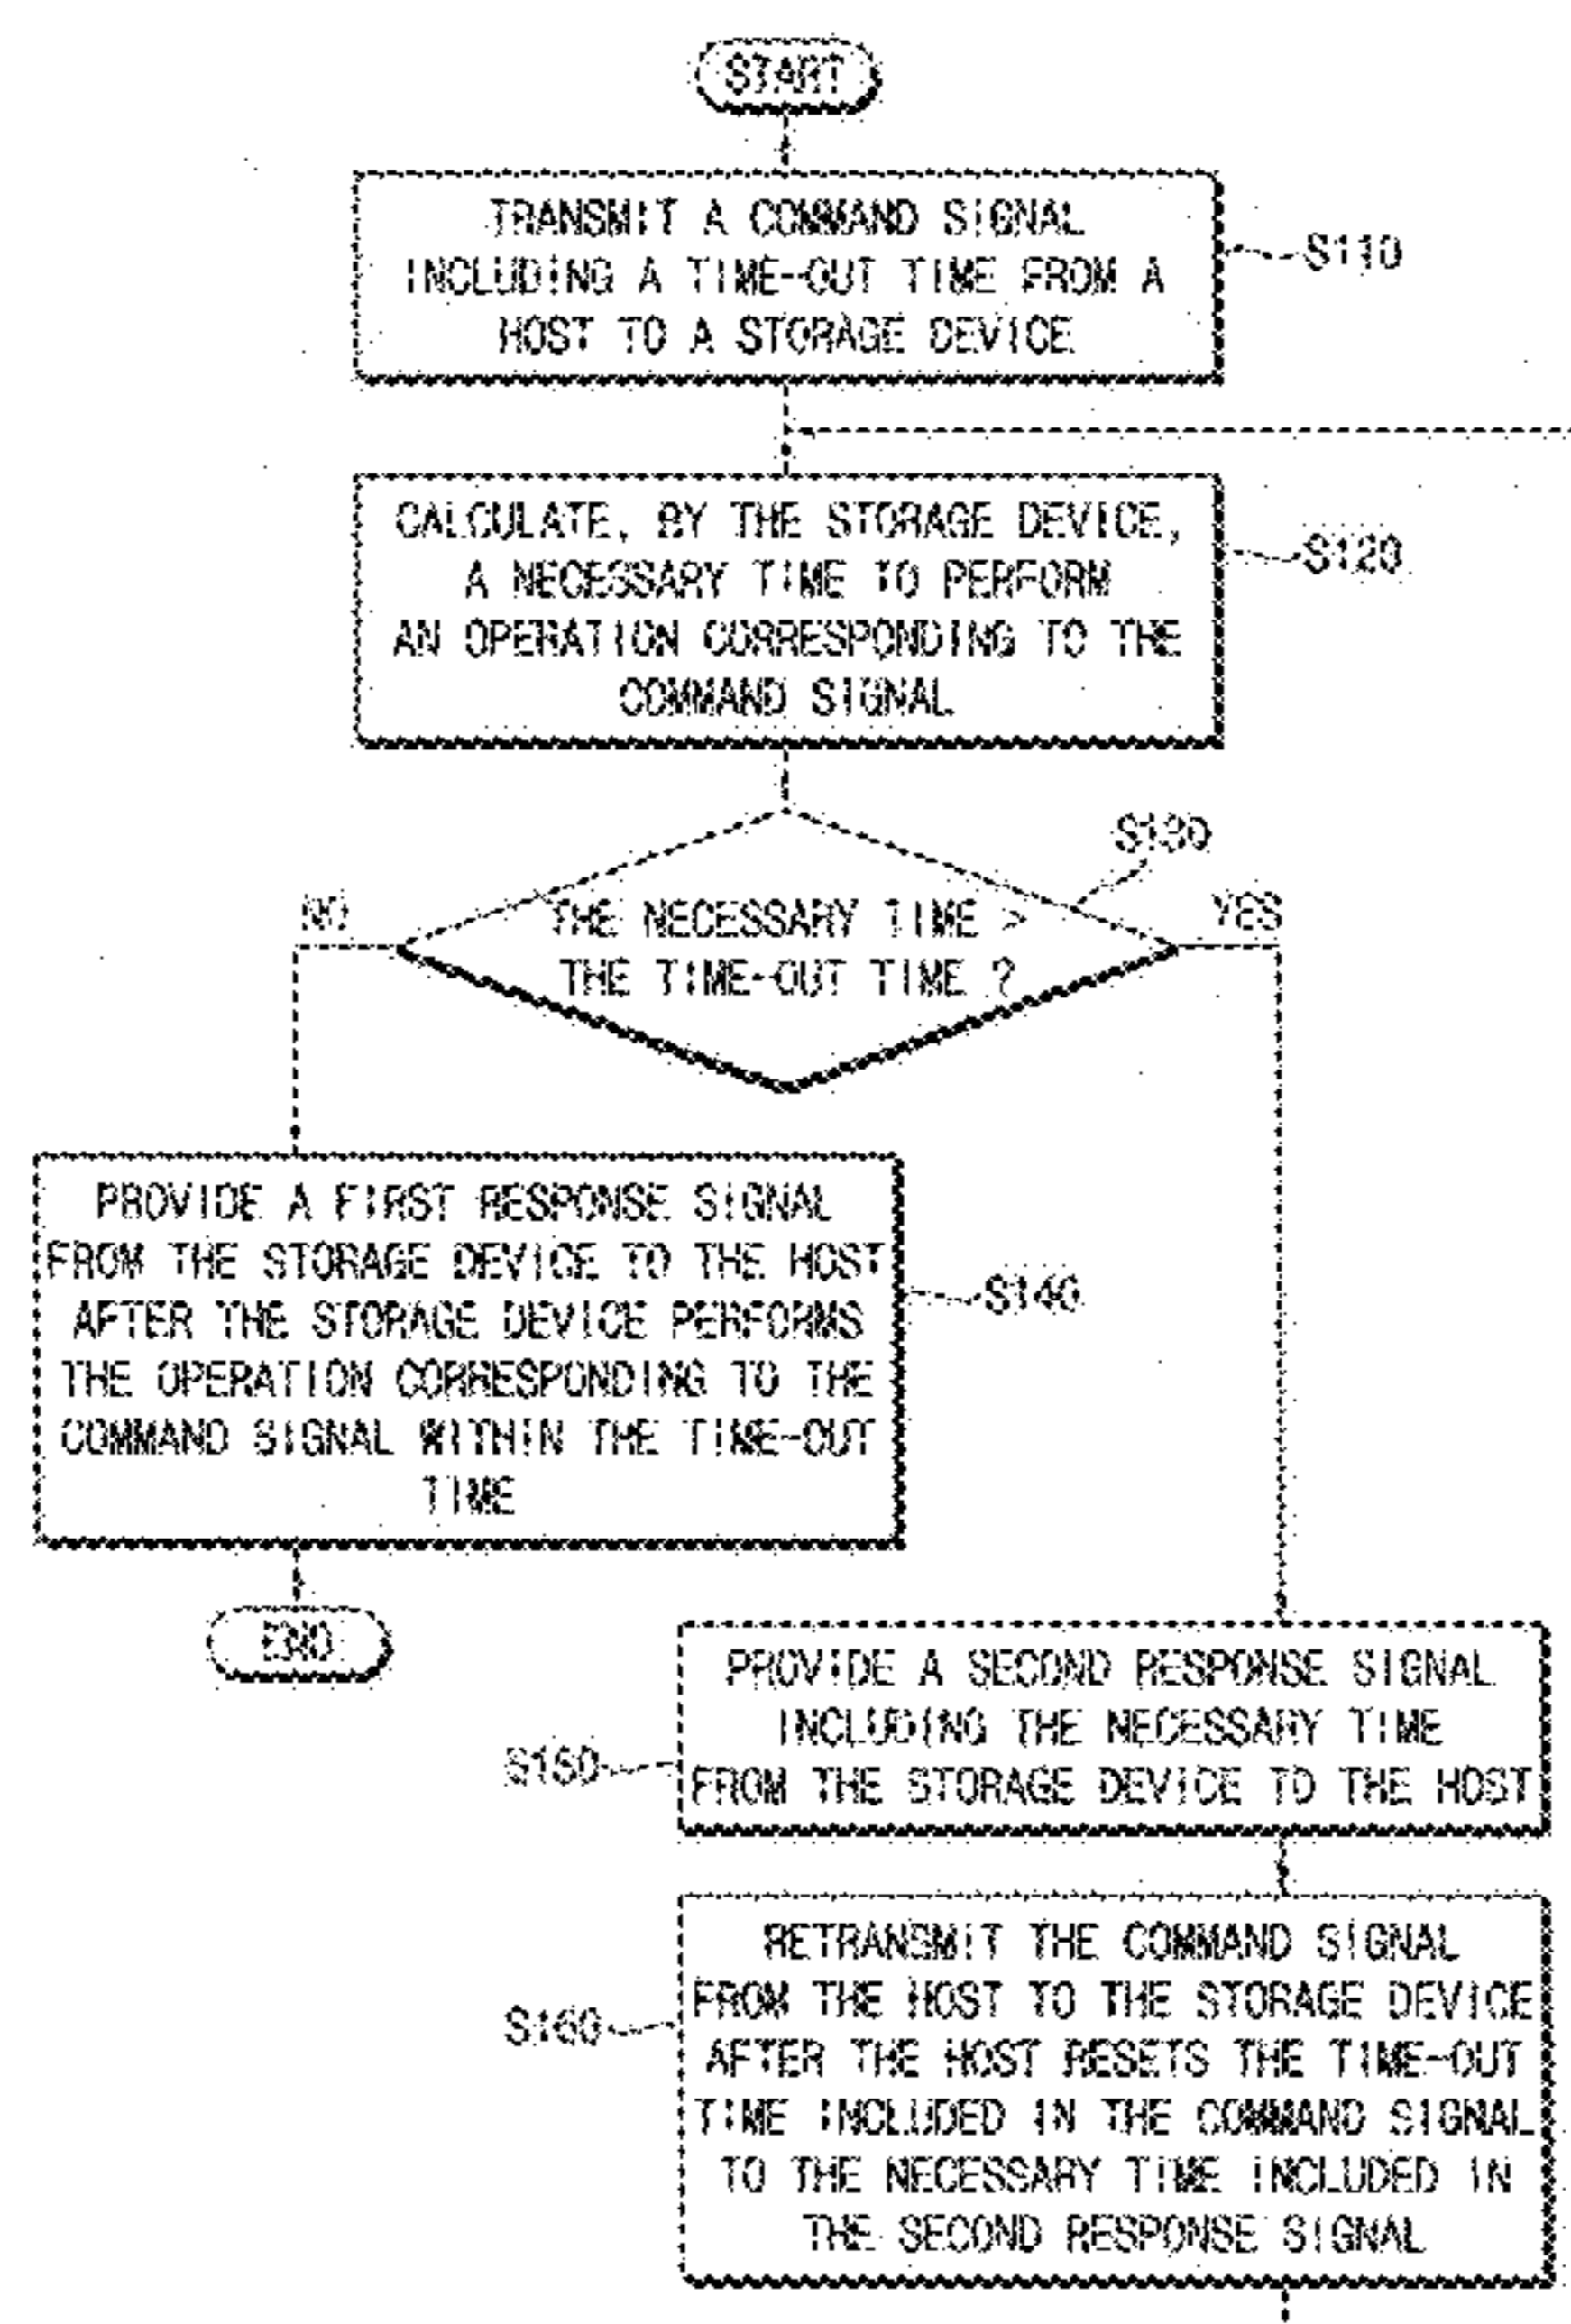 START
TRANSMIT A COMMAND SIGNAL
INCLUDING A TIME-OUT TIME FROM A
HOST TO A STORAGE DEVICE
S110
CALCULATE, BY THE STORAGE DEVICE,
A NECESSARY TIME TO PERFORM
AN OPERATION CORRESPONDING TO THE
COMMAND SIGNAL
S120
S130
NO
THE NECESSARY TIME >
THE TIME-OUT TIME ?
YES
PROVIDE A FIRST RESPONSE SIGNAL
FROM THE STORAGE DEVICE TO THE HOST
AFTER THE STORAGE DEVICE PERFORMS
THE OPERATION CORRESPONDING TO THE
COMMAND SIGNAL WITHIN THE TIME-OUT
TIME
S140
END
PROVIDE A SECOND RESPONSE SIGNAL
INCLUDING THE NECESSARY TIME
FROM THE STORAGE DEVICE TO THE HOST
S150
RETRANSMIT THE COMMAND SIGNAL
FROM THE HOST TO THE STORAGE DEVICE
AFTER THE HOST RESETS THE TIME-OUT
TIME INCLUDED IN THE COMMAND SIGNAL
TO THE NECESSARY TIME INCLUDED IN
THE SECOND RESPONSE SIGNAL
S160